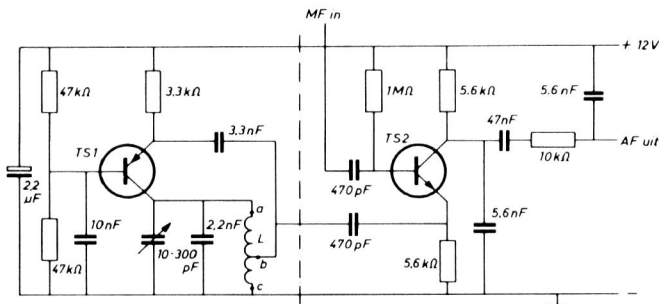 MF in
+ 12V
47kΩ
3,3kΩ
1MΩ
5.6kΩ
5.6nF
3,3nF
47nF
TS1
TS2
AF uit
10kΩ
2,2
µF
470pF
a
10nF
2,2nF
L
5,6nF
10-300
pF
b
470pF
47kΩ
c
5,6kΩ
−